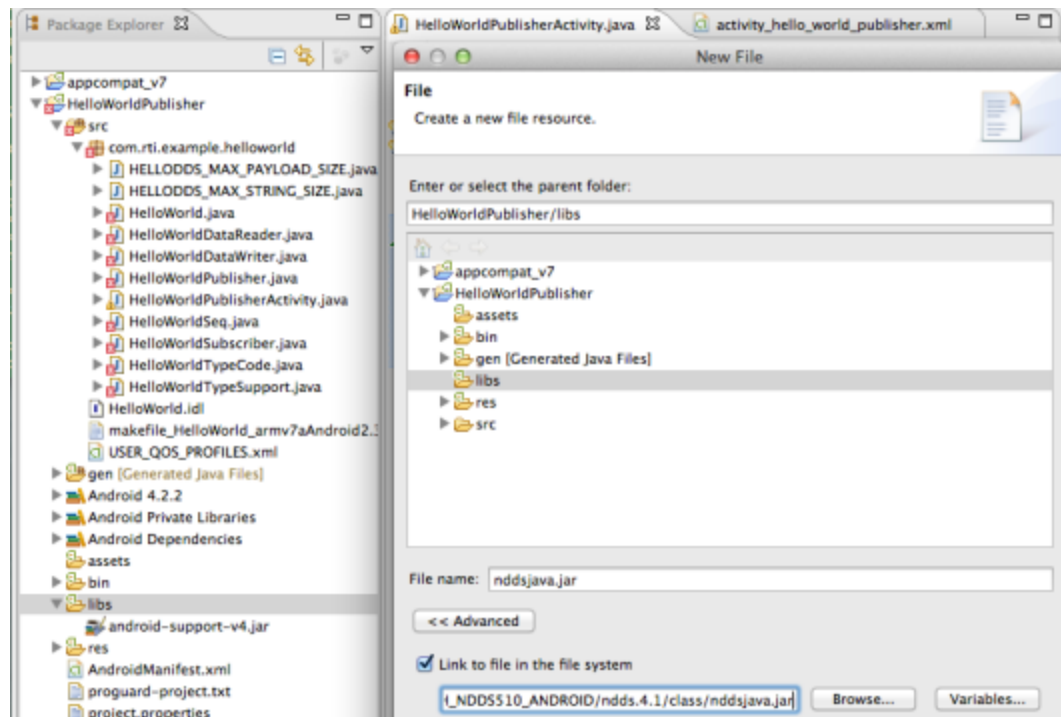 Package Explorer
appcompat_v7
HelloWorldPublisher
src
com.rti.example.helloworld
HELLODDS_MAX_PAYLOAD_SIZE.java
HELLODDS_MAX_STRING_SIZE.java
HelloWorld.java
HelloWorldDataReader.java
HelloWorldDataWriter.java
HelloWorldPublisher.java
HelloWorldPublisherActivity.java
HelloWorldSeq.java
HelloWorldSubscriber.java
HelloWorldTypeCode.java
HelloWorldTypeSupport.java
HelloWorld.idl
makefile_HelloWorld_armv7aAndroid2.
USER_QOS_PROFILES.xml
gen [Generated Java Files]
Android 4.2.2
Android Private Libraries
Android Dependencies
assets
bin
libs
android-support-v4.jar
res
AndroidManifest.xml
proguard-project.txt
project.properties
HelloWorldPublisherActivity.java activity_hello_world_publisher.xml
New File
File
Create a new file resource.
Enter or select the parent folder:
HelloWorldPublisher/libs
appcompat_v7
HelloWorldPublisher
assets
bin
gen [Generated Java Files]
libs
res
src
File name: nddsjava.jar
<< Advanced
Link to file in the file system
_NDDS510_ANDROID/ndds.4.1/class/nddsjava.jar Browse... Variables...